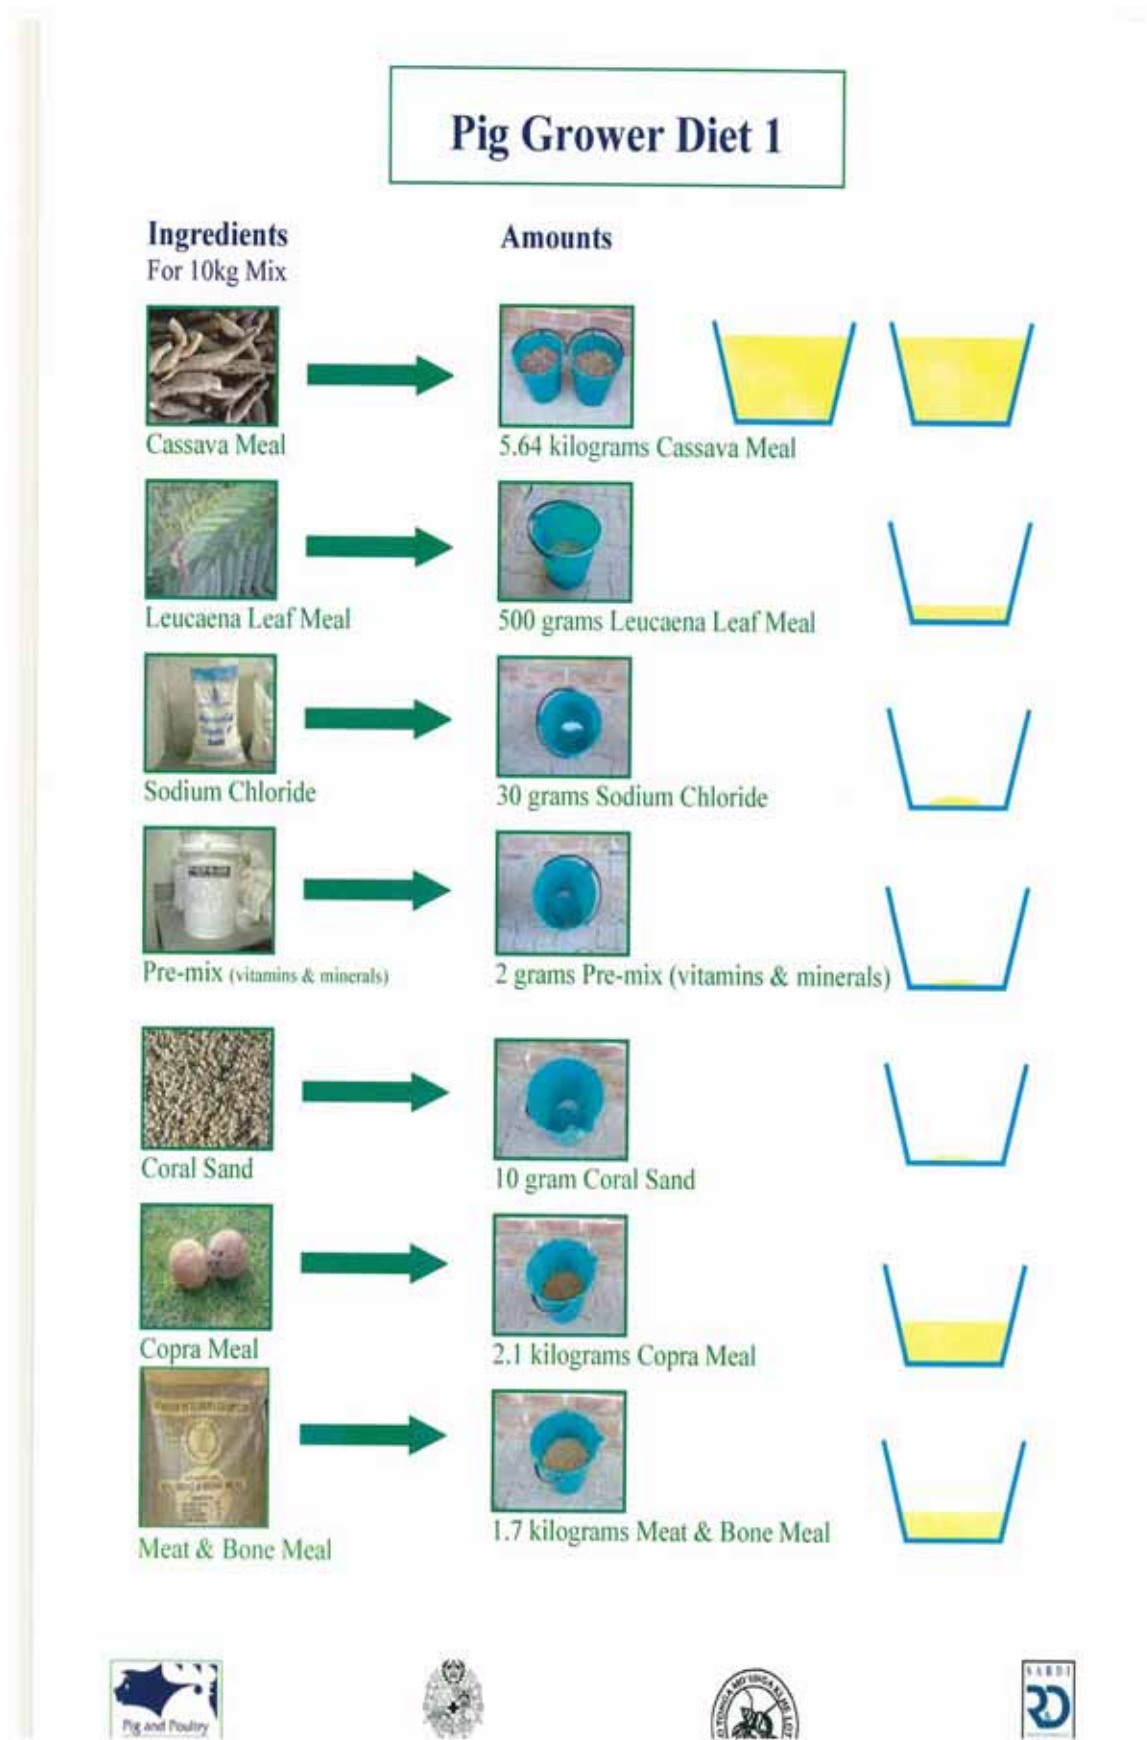 Pig Grower Diet 1
Ingredients
For 10kg Mix
Amounts
Cassava Meal
5.64 kilograms Cassava Meal
Leucaena Leaf Meal
500 grams Leucaena Leaf Meal
Sodium Chloride
30 grams Sodium Chloride
Pre-mix (vitamins & minerals)
2 grams Pre-mix (vitamins & minerals)
Coral Sand
10 gram Coral Sand
Copra Meal
2.1 kilograms Copra Meal
Meat & Bone Meal
1.7 kilograms Meat & Bone Meal
Pig and Poultry
SARDI